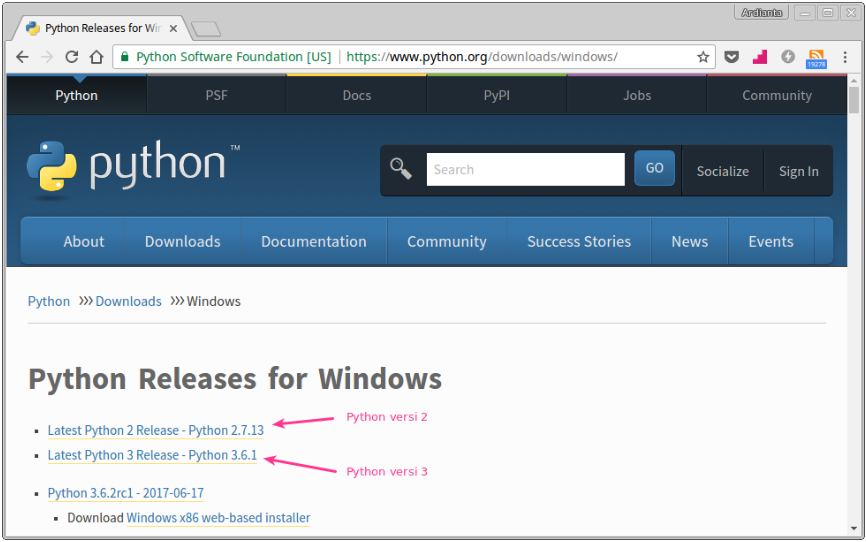 Ardianta
Python Releases for Wi
Python Software Foundation [US] https://www.python.org/downloads/windows/
19278
Python PSF Docs PyPI Jobs Community
python™
Search GO Socialize Sign In
About Downloads Documentation Community Success Stories News Events
Python »» Downloads »» Windows
Python Releases for Windows
Latest Python 2 Release - Python 2.7.13 Python versi 2
Latest Python 3 Release - Python 3.6.1
Python versi 3
Python 3.6.2rc1 - 2017-06-17
Download Windows x86 web-based installer